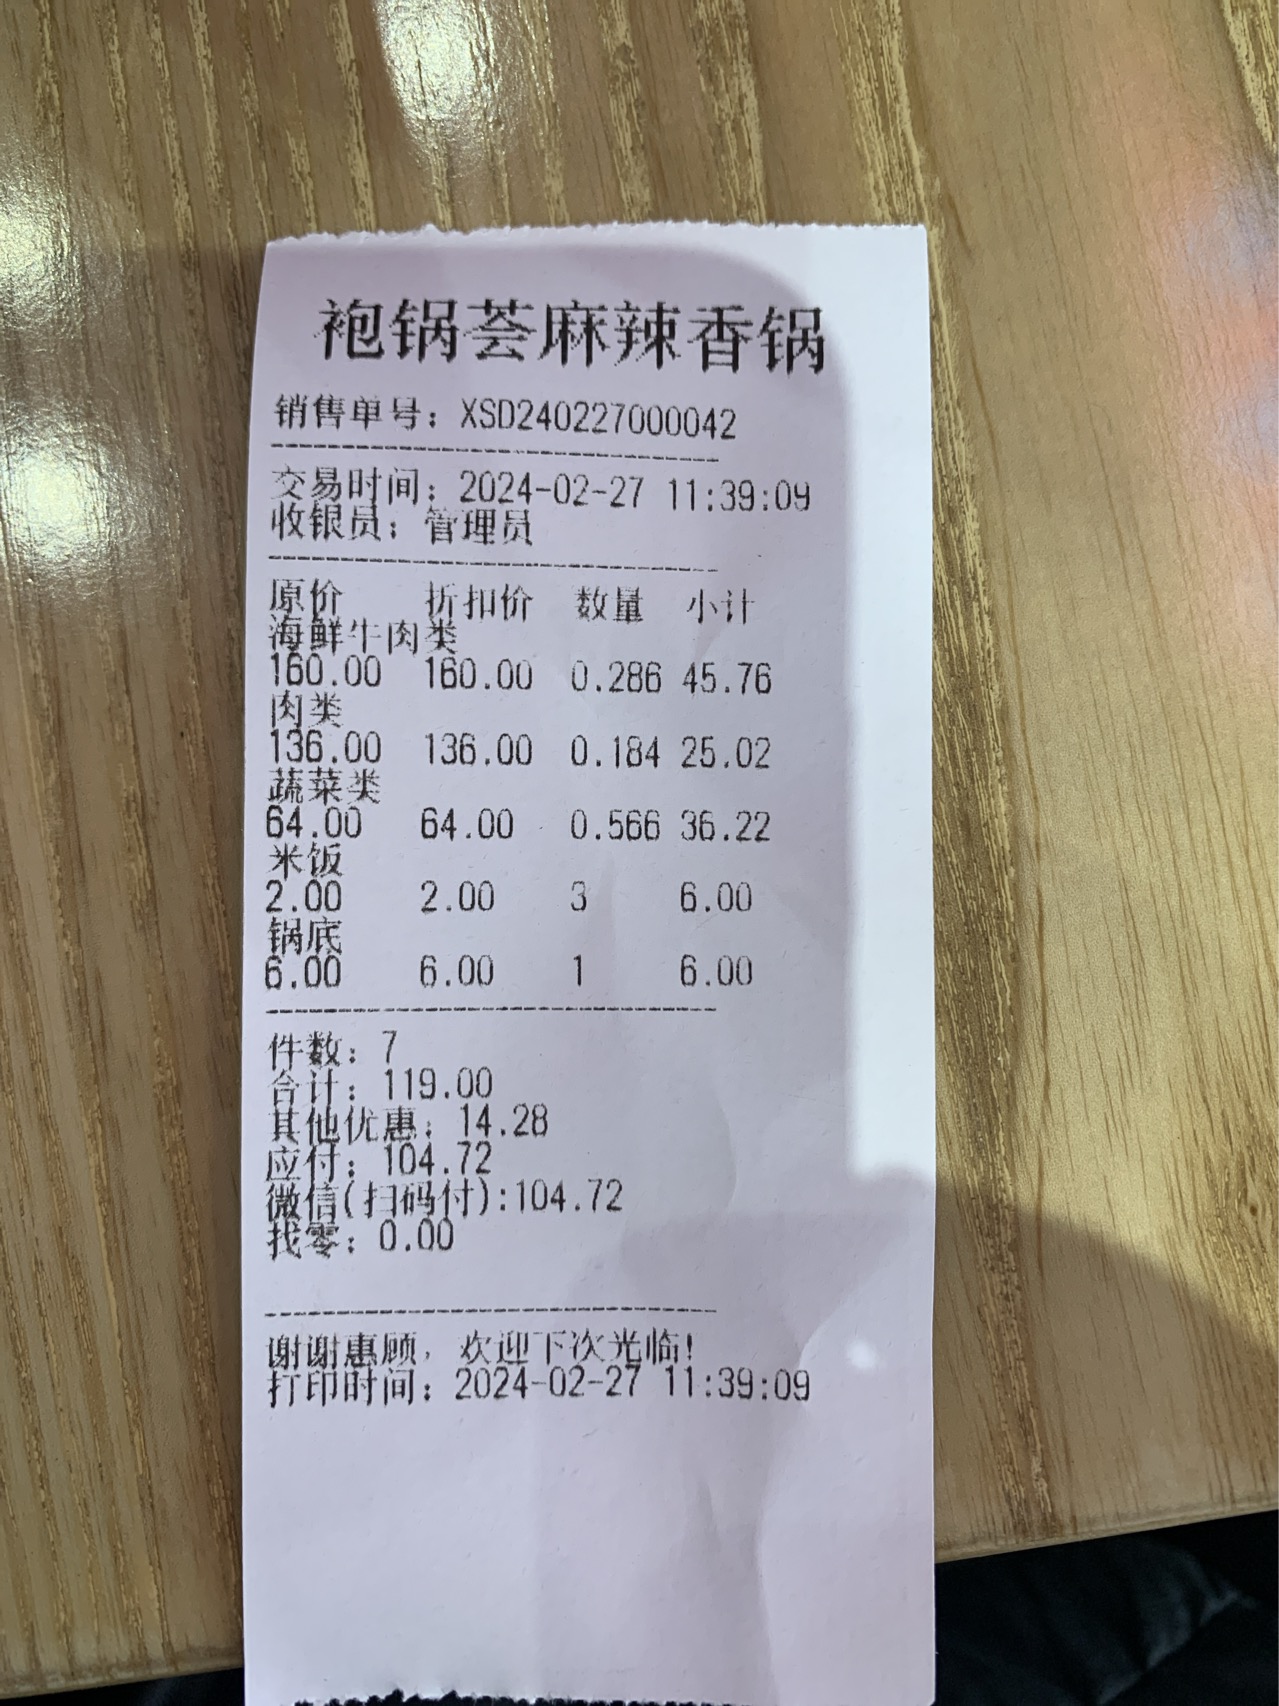 袍锅荟麻辣香锅
销售单号：XSD240227000042
交易时间：2024-02-27 11:39:09
收银员：管理员
原价 折扣价 数量 小计
海鲜牛肉类
160.00 160.00 0.286 45.76
肉类
136.00 136.00 0.184 25.02
蔬菜类
64.00 64.00 0.566 36.22
米饭
2.00 2.00 3 6.00
锅底
6.00 6.00 1 6.00
件数：7
合计：119.00
其他优惠：14.28
应付：104.72
微信(扫码付):104.72
找零：0.00
谢谢惠顾，欢迎下次光临!
打印时间：2024-02-27 11:39:09